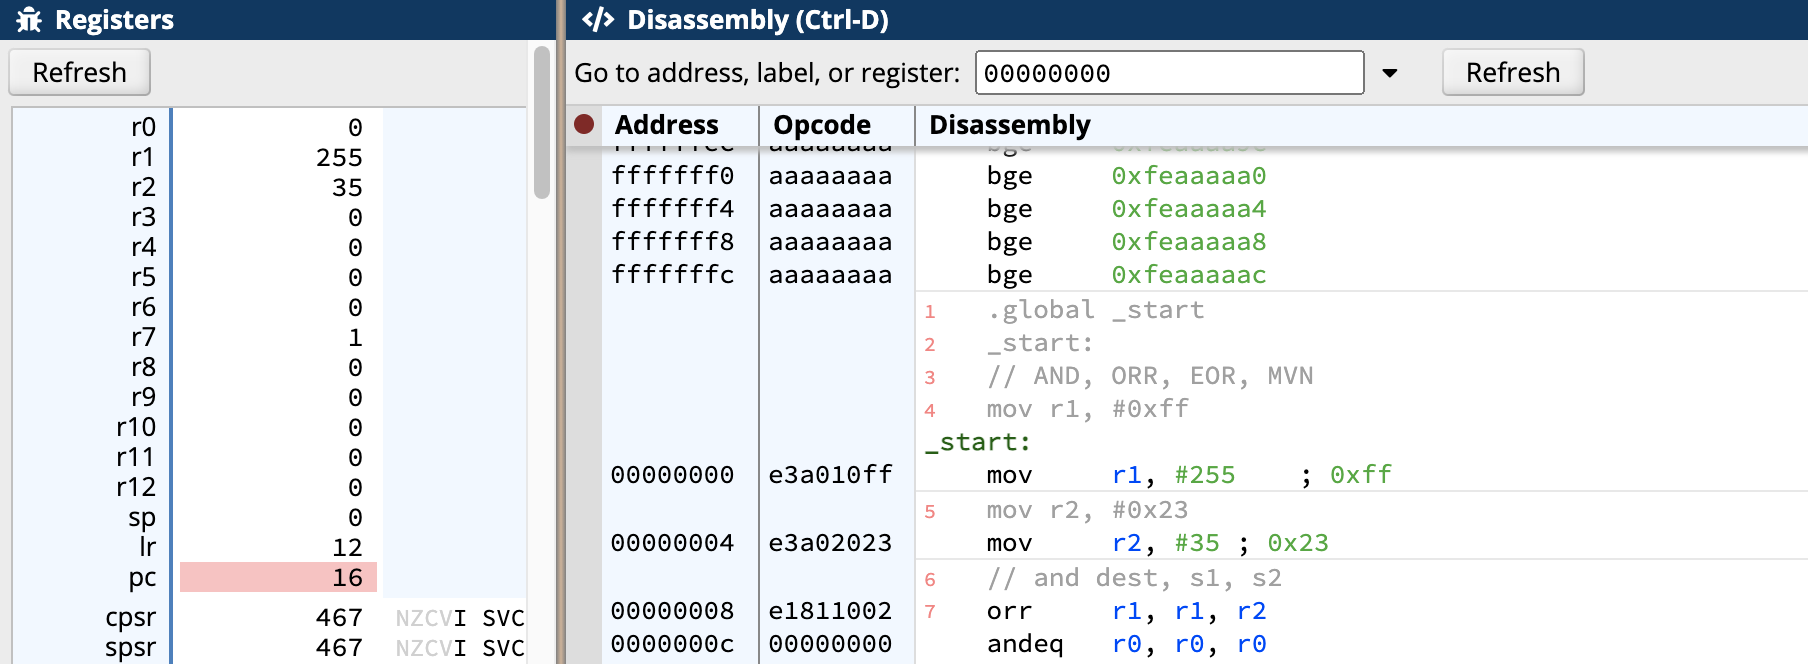 Registers
Refresh
r0 0
r1 255
r2 35
r3 0
r4 0
r5 0
r6 0
r7 1
r8 0
r9 0
r10 0
r11 0
r12 0
sp 0
lr 12
pc 16
cpsr 467 NZCVI SVC
spsr 467 NZCVI SVC
Disassembly (Ctrl-D)
Go to address, label, or register: 00000000 Refresh
Address Opcode Disassembly
fffffff0 aaaaaaaa bge 0xfeaaaaa0
fffffff4 aaaaaaaa bge 0xfeaaaaa4
fffffff8 aaaaaaaa bge 0xfeaaaaa8
fffffffc aaaaaaaa bge 0xfeaaaaac
1 .global _start
2 _start:
3 // AND, ORR, EOR, MVN
4 mov r1, #0xff
_start:
00000000 e3a010ff mov r1, #255 ; 0xff
5 mov r2, #0x23
00000004 e3a02023 mov r2, #35 ; 0x23
6 // and dest, s1, s2
00000008 e1811002 7 orr r1, r1, r2
0000000c 00000000 andeq r0, r0, r0